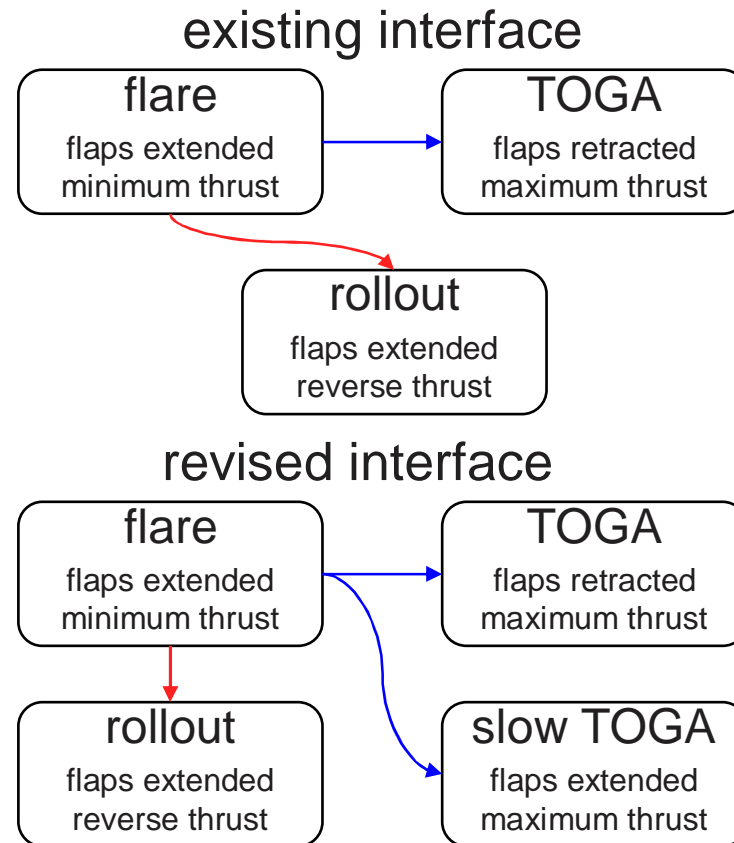 existing interface
flare
flaps extended
minimum thrust
TOGA
flaps retracted
maximum thrust
rollout
flaps extended
reverse thrust
revised interface
flare
flaps extended
minimum thrust
TOGA
flaps retracted
maximum thrust
rollout
flaps extended
reverse thrust
slow TOGA
flaps extended
maximum thrust